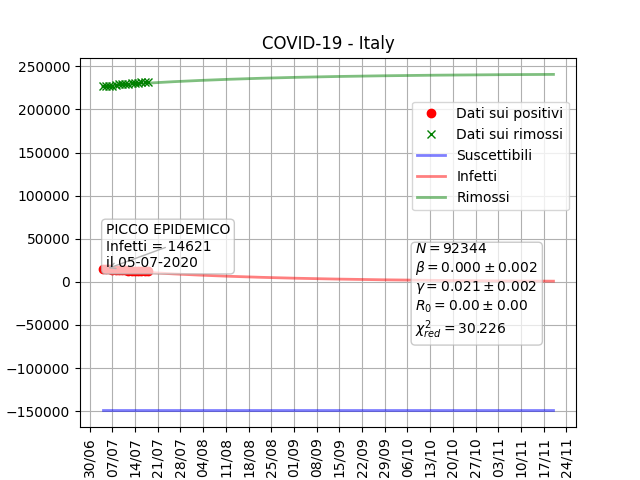 COVID-19 - Italy
250000
200000
150000
100000
50000
0
−50000
−100000
−150000
Dati sui positivi
Dati sui rimossi
Suscettibili
Infetti
Rimossi
PICCO EPIDEMICO
Infetti = 14621
il 05-07-2020
N = 92344
β = 0.000 ± 0.002
γ = 0.021 ± 0.002
R₀ = 0.00 ± 0.00
χ²red = 30.226
30/06
07/07
14/07
21/07
28/07
04/08
11/08
18/08
25/08
01/09
08/09
15/09
22/09
29/09
06/10
13/10
20/10
27/10
03/11
10/11
17/11
24/11